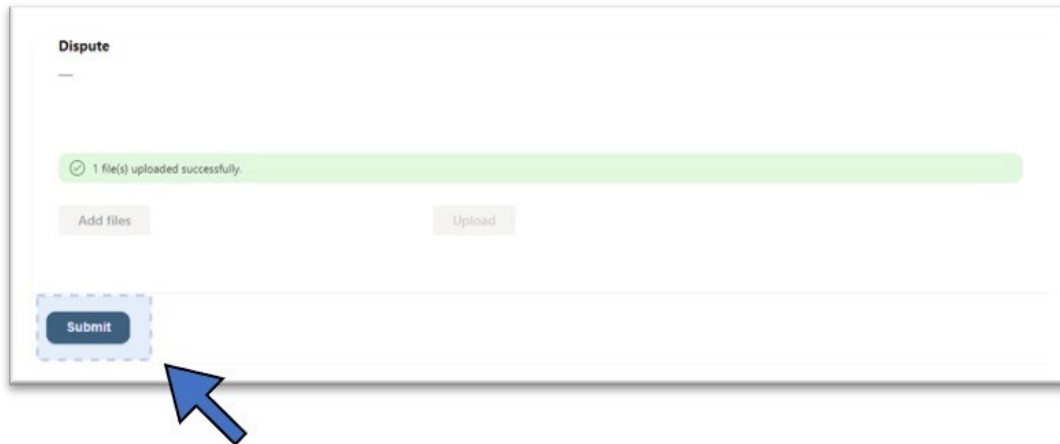 Dispute
1 file(s) uploaded successfully.
Add files
Upload
Submit